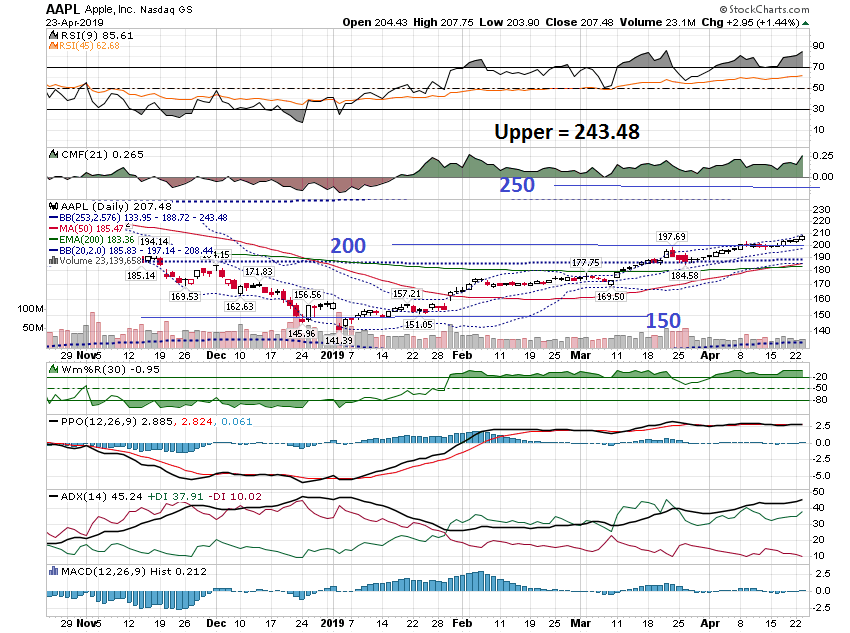 AAPL Apple, Inc. Nasdaq GS © StockCharts.com
23-Apr-2019 Open 204.43 High 207.75 Low 203.90 Close 207.48 Volume 23.1M Chg +2.95 (+1.44%)
RSI(9) 85.61
RSI(45) 62.68
90
70
50
30
10
Upper = 243.48
CMF(21) 0.265
0.25
0.00
250
AAPL (Daily) 207.48
BB(253,2.576) 133.95 - 188.72 - 243.48
MA(50) 185.47
EMA(200) 183.36
BB(20,2.0) 185.83 - 197.14 - 208.44
Volume 23,139,658
230
220
210
200
190
180
170
160
150
140
100M
50M
200
150
194.14
185.14
169.53
162.63
171.83
156.56
145.96
141.39
157.21
151.05
177.75
169.50
197.69
184.58
29 Nov5 12 19 26 Dec 10 17 24 2019 7 14 22 28 Feb 11 19 25 Mar 11 18 25 Apr 8 15 22
Wm%R(30) -0.95
-20
-50
-80
PPO(12,26,9) 2.885, 2.824, 0.061
2.5
0.0
-2.5
-5.0
ADX(14) 45.24 +DI 37.91 -DI 10.02
50
40
30
20
10
MACD(12,26,9) Hist 0.212
2.5
0.0
-2.5
29 Nov5 12 19 26 Dec 10 17 24 2019 7 14 22 28 Feb 11 19 25 Mar 11 18 25 Apr 8 15 22